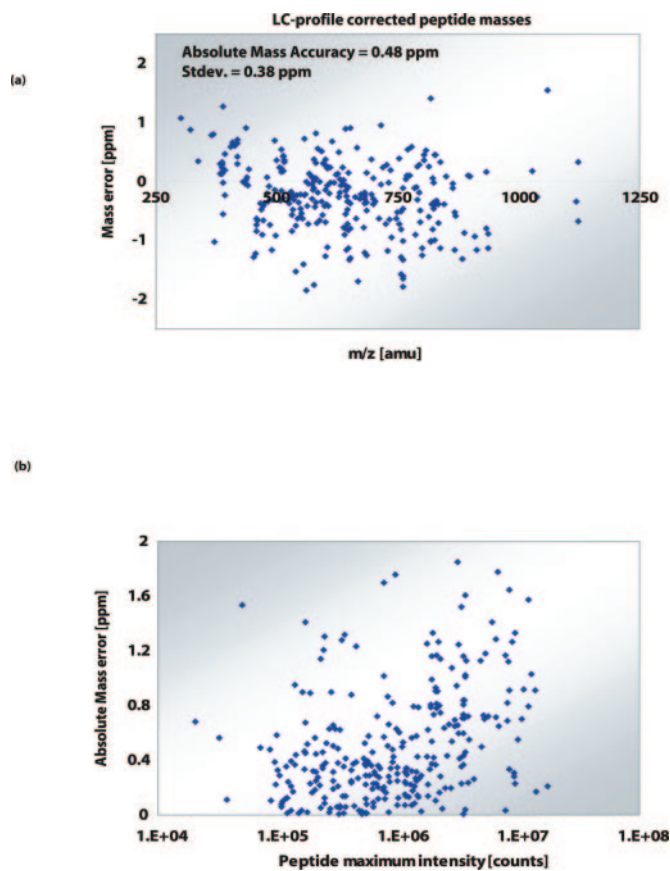 LC-profile corrected peptide masses
(a)
Absolute Mass Accuracy = 0.48 ppm
Stdev. = 0.38 ppm
Mass error [ppm]
2
1
0
-1
-2
250
500
750
1000
1250
m/z [amu]
(b)
Absolute Mass error [ppm]
2
1.6
1.2
0.8
0.4
0
1.E+04
1.E+05
1.E+06
1.E+07
1.E+08
Peptide maximum intensity [counts]